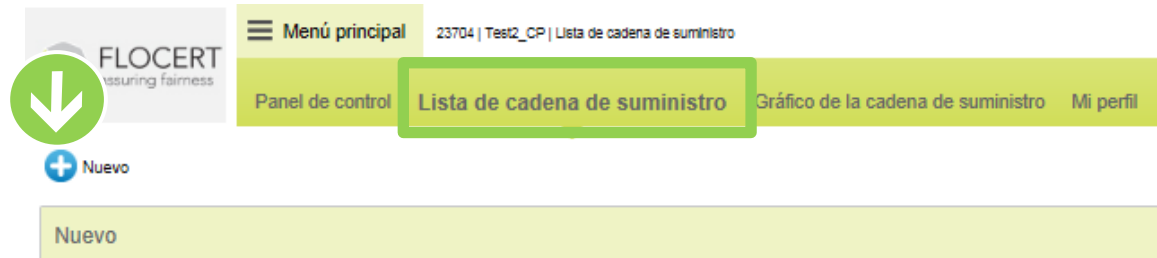 Menú principal
23704 | Test2_CP | Lista de cadena de suministro
FLOCERT
assuring fairness
Panel de control
Lista de cadena de suministro
Gráfico de la cadena de suministro
Mi perfil
Nuevo
Nuevo